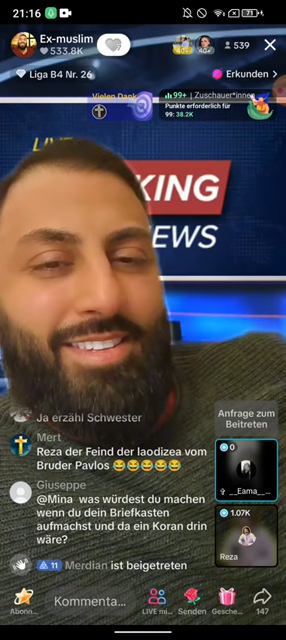 21:16
71
Ex-muslim
533.8K
40+
40+
539
Liga B4 Nr. 26
Erkunden >
Vielen Dank
99+ | Zuschauer*innen
Punkte erforderlich für
99: 38.2K
LIVE
KING
NEWS
Ja erzähl Schwester
Mert
Reza der Feind der laodizea vom
Bruder Pavlos 😂😂😂😂😂
Giuseppe
@Mina was würdest du machen
wenn du dein Briefkasten
aufmachst und da ein Koran drin
wäre?
11 Merdian ist beigetreten
Anfrage zum
Beitreten
0
✞ __Eama__...
1.07K
Reza
Abonn...
Kommenta...
LIVE mi...
Senden
Gesche...
147